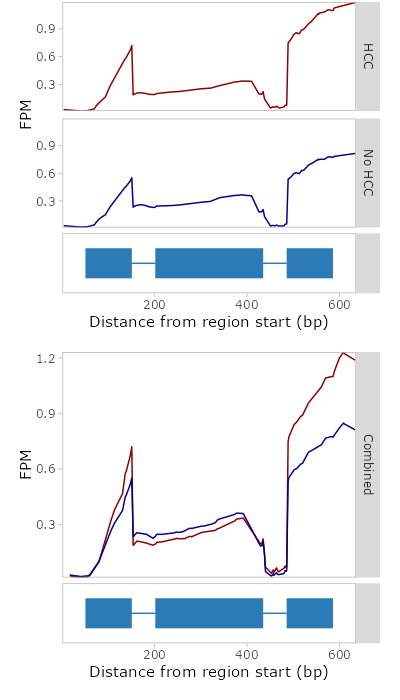 0.9
0.6
0.3
HCC
FPM
0.9
0.6
0.3
No HCC
200 400 600
Distance from region start (bp)
1.2
0.9
0.6
0.3
FPM
Combined
200 400 600
Distance from region start (bp)